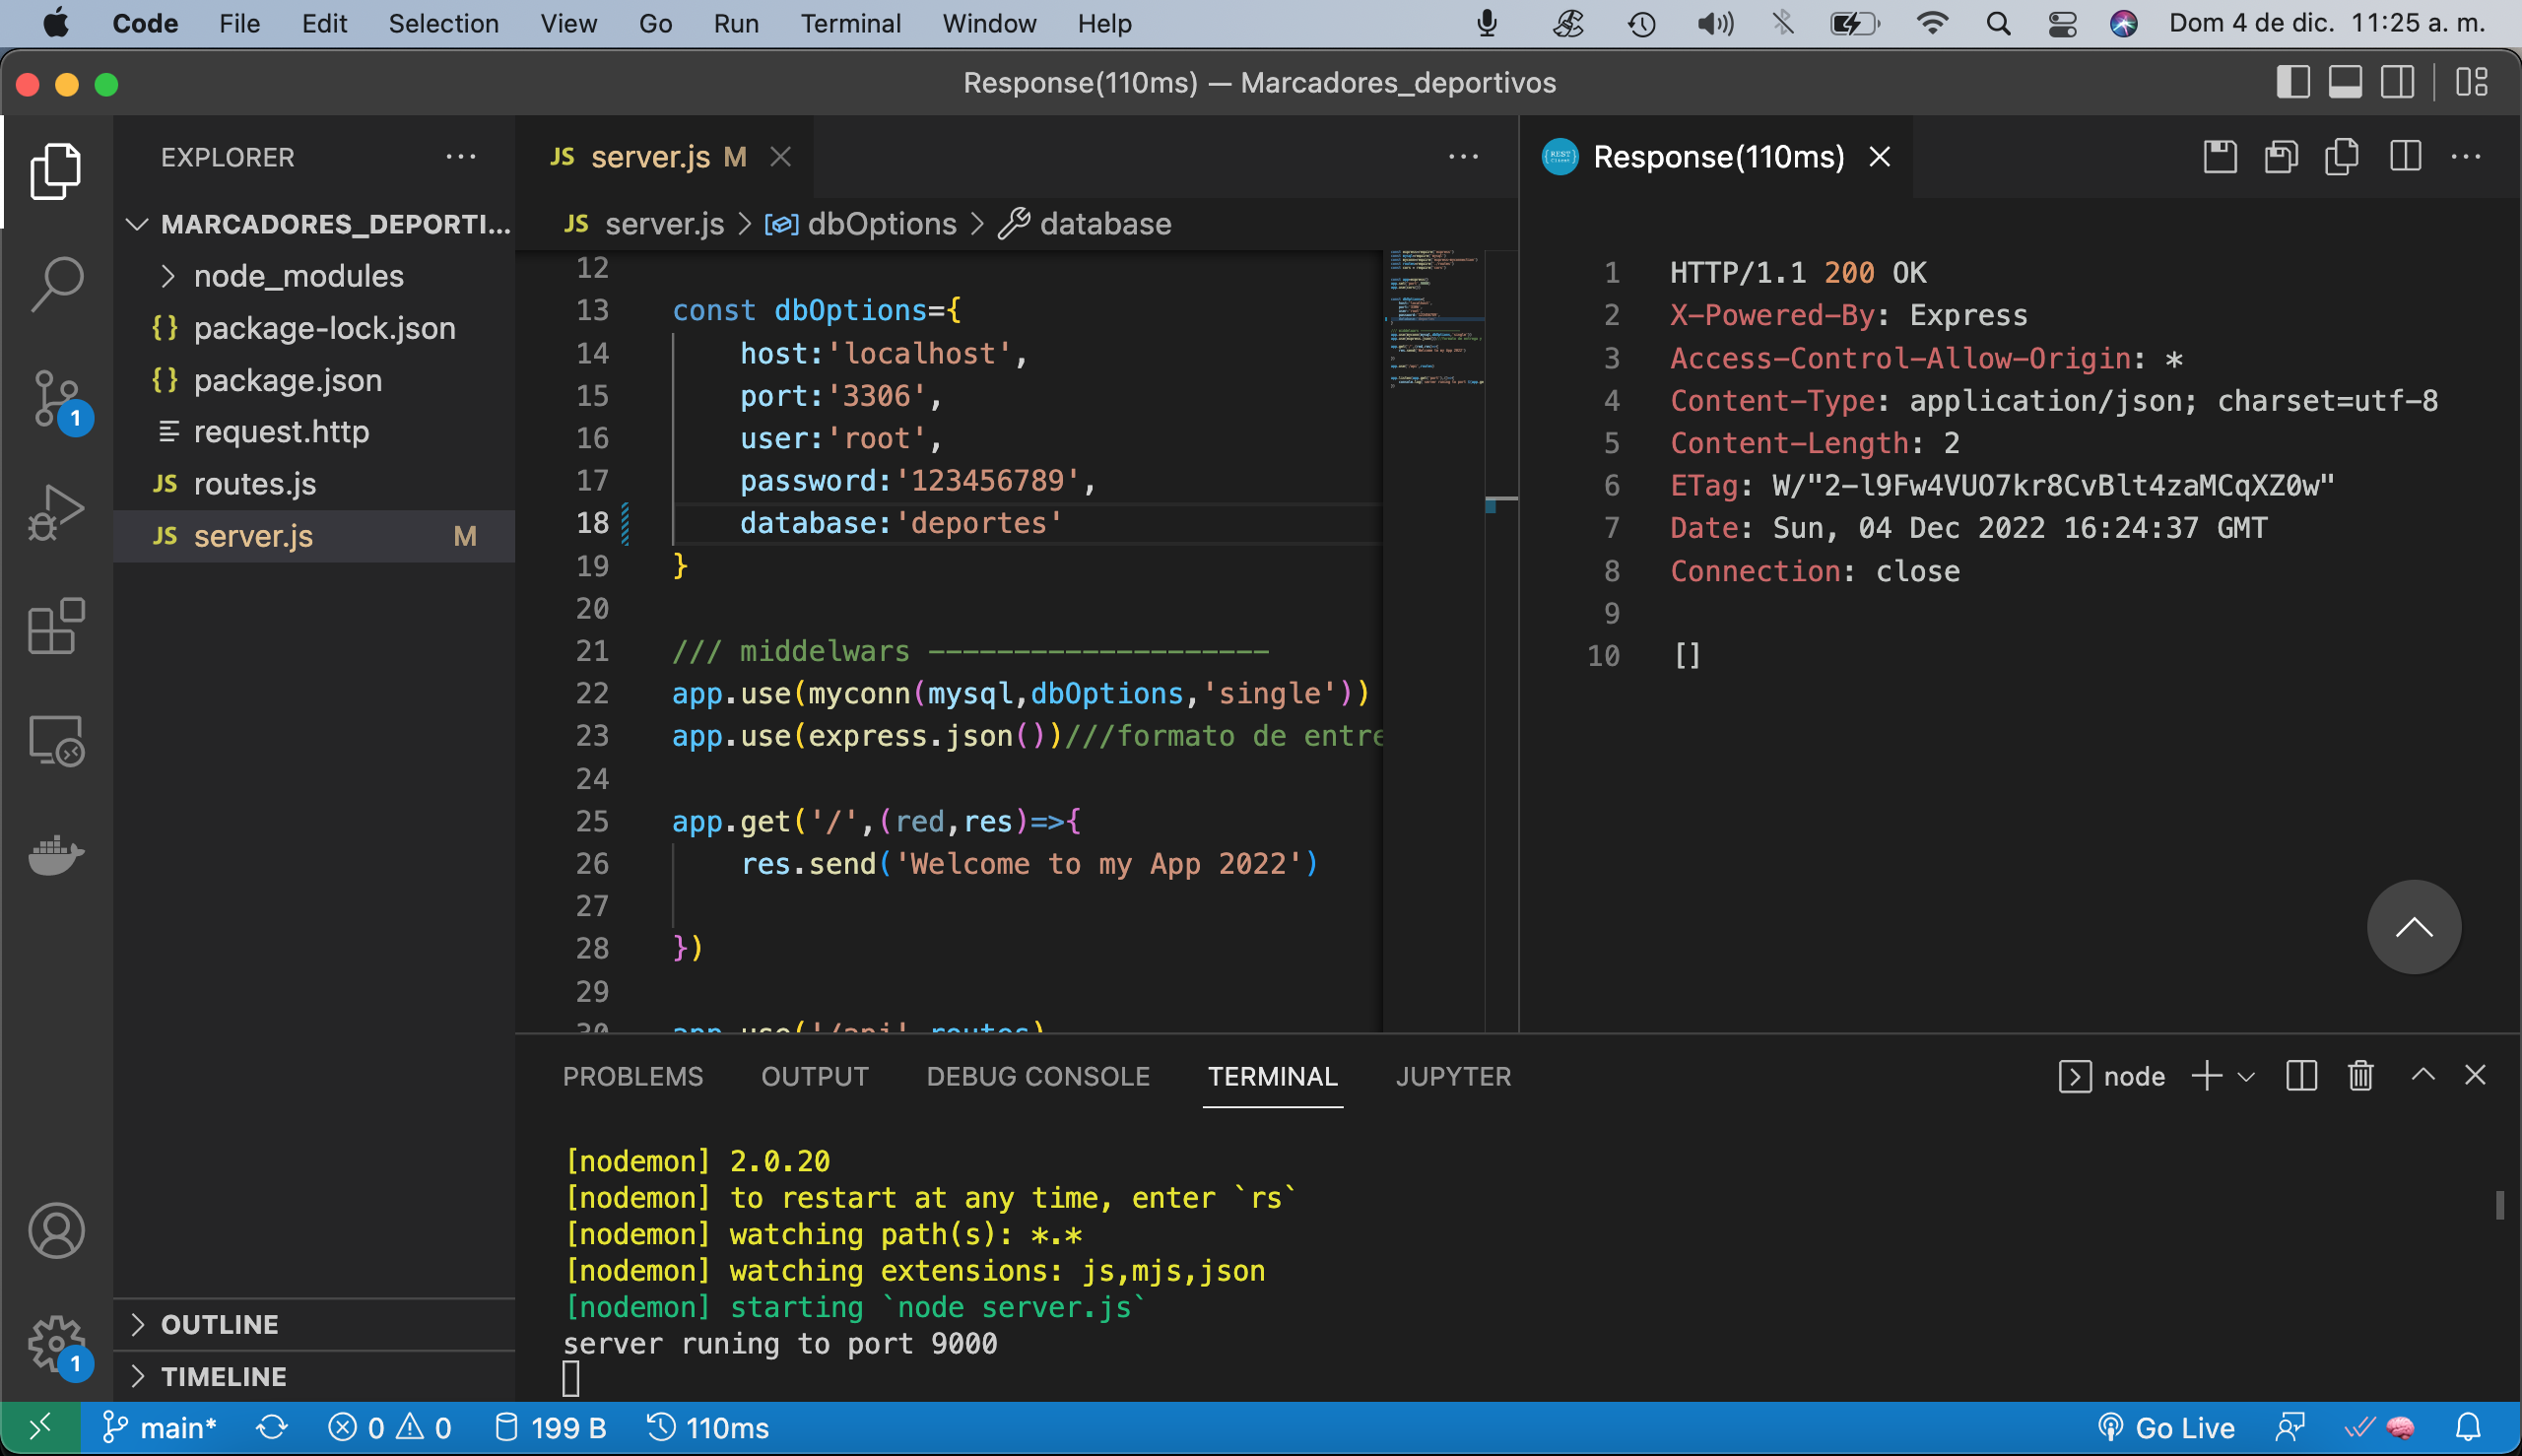 Code File Edit Selection View Go Run Terminal Window Help Dom 4 de dic. 11:25 a. m.
Response(110ms) — Marcadores_deportivos
EXPLORER
MARCADORES_DEPORTI...
node_modules
{} package-lock.json
{} package.json
request.http
JS routes.js
JS server.js M
OUTLINE
TIMELINE
JS server.js M
JS server.js > dbOptions > database
12
13 const dbOptions={
14 host:'localhost',
15 port:'3306',
16 user:'root',
17 password:'123456789',
18 database:'deportes'
19 }
20
21 /// middelwars --------------------
22 app.use(myconn(mysql,dbOptions,'single'))
23 app.use(express.json())///formato de entre
24
25 app.get('/',(red,res)=>{
26 res.send('Welcome to my App 2022')
27
28 })
29
30 app.use('/api',routes)
Response(110ms)
1 HTTP/1.1 200 OK
2 X-Powered-By: Express
3 Access-Control-Allow-Origin: *
4 Content-Type: application/json; charset=utf-8
5 Content-Length: 2
6 ETag: W/"2-l9Fw4VUO7kr8CvBlt4zaMCqXZ0w"
7 Date: Sun, 04 Dec 2022 16:24:37 GMT
8 Connection: close
9
10 []
PROBLEMS OUTPUT DEBUG CONSOLE TERMINAL JUPYTER node
[nodemon] 2.0.20
[nodemon] to restart at any time, enter `rs`
[nodemon] watching path(s): *.*
[nodemon] watching extensions: js,mjs,json
[nodemon] starting `node server.js`
server runing to port 9000
1
1
main* 0 0 199 B 110ms Go Live